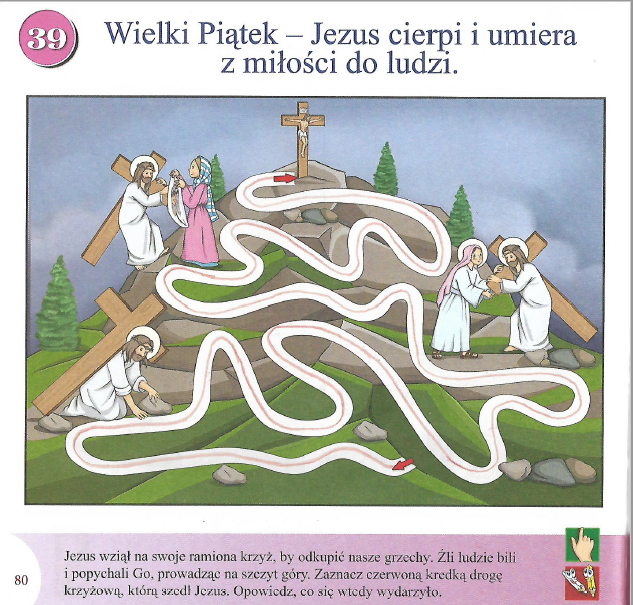 39
Wielki Piątek – Jezus cierpi i umiera
z miłości do ludzi.
Jezus wziął na swoje ramiona krzyż, by odkupić nasze grzechy. Źli ludzie bili
i popychali Go, prowadząc na szczyt góry. Zaznacz czerwoną kredką drogę
krzyżową, którą szedł Jezus. Opowiedz, co się wtedy wydarzyło.
80